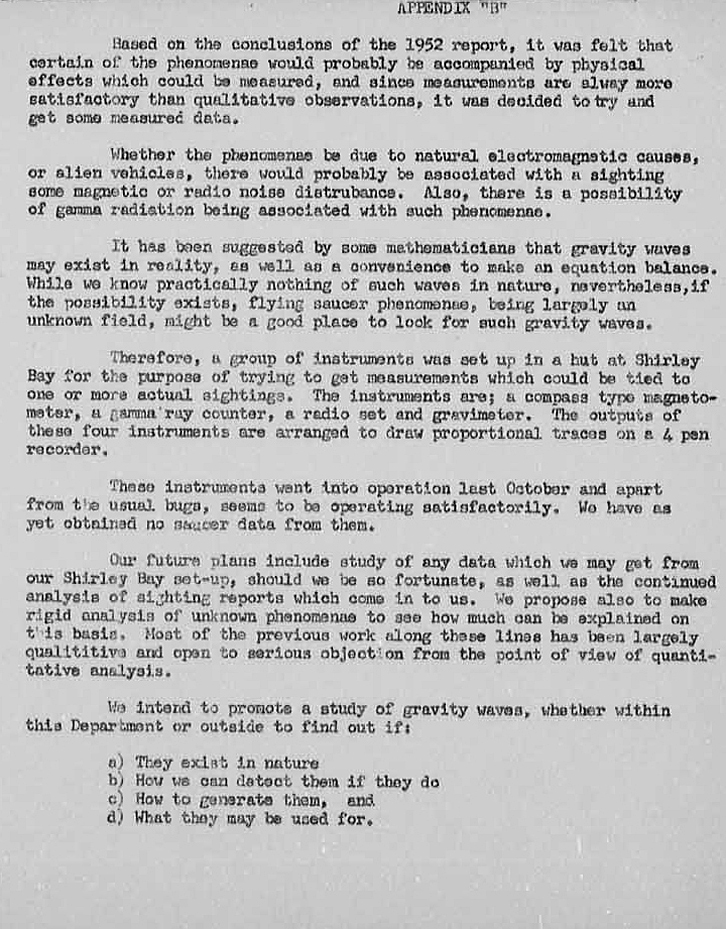 APPENDIX "B"
Based on the conclusions of the 1952 report, it was felt that
certain of the phenomenae would probably be accompanied by physical
effects which could be measured, and since measurements are alway more
satisfactory than qualitative observations, it was decided to try and
get some measured data.
Whether the phenomenae be due to natural electromagnetic causes,
or alien vehicles, there would probably be associated with a sighting
some magnetic or radio noise distrubance. Also, there is a possibility
of gamma radiation being associated with such phenomenae.
It has been suggested by some mathematicians that gravity waves
may exist in reality, as well as a convenience to make an equation balance.
While we know practically nothing of such waves in nature, nevertheless,if
the possibility exists, flying saucer phenomenae, being largely an
unknown field, might be a good place to look for such gravity waves.
Therefore, a group of instruments was set up in a hut at Shirley
Bay for the purpose of trying to get measurements which could be tied to
one or more actual sightings. The instruments are; a compass type magneto-
meter, a gamma ray counter, a radio set and gravimeter. The outputs of
these four instruments are arranged to draw proportional traces on a 4 pen
recorder.
These instruments went into operation last October and apart
from the usual bugs, seems to be operating satisfactorily. We have as
yet obtained no saucer data from them.
Our future plans include study of any data which we may get from
our Shirley Bay set-up, should we be so fortunate, as well as the continued
analysis of sighting reports which come in to us. We propose also to make
rigid analysis of unknown phenomenae to see how much can be explained on
this basis. Most of the previous work along these lines has been largely
qualititive and open to serious objection from the point of view of quanti-
tative analysis.
We intend to promote a study of gravity waves, whether within
this Department or outside to find out if:
a) They exist in nature
b) How we can detect them if they do
c) How to generate them, and
d) What they may be used for.